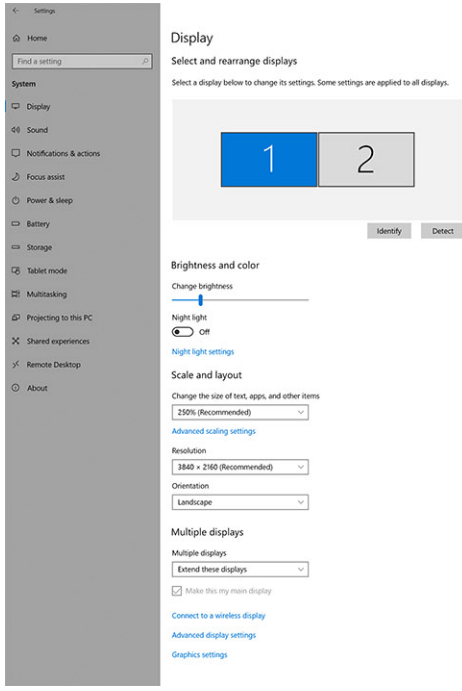 Settings
Home
Find a setting
System
Display
Sound
Notifications & actions
Focus assist
Power & sleep
Battery
Storage
Tablet mode
Multitasking
Projecting to this PC
Shared experiences
Remote Desktop
About
Display
Select and rearrange displays
Select a display below to change its settings. Some settings are applied to all displays.
1 2
Identify Detect
Brightness and color
Change brightness
Night light
Off
Night light settings
Scale and layout
Change the size of text, apps, and other items
250% (Recommended)
Advanced scaling settings
Resolution
3840 × 2160 (Recommended)
Orientation
Landscape
Multiple displays
Multiple displays
Extend these displays
Make this my main display
Connect to a wireless display
Advanced display settings
Graphics settings